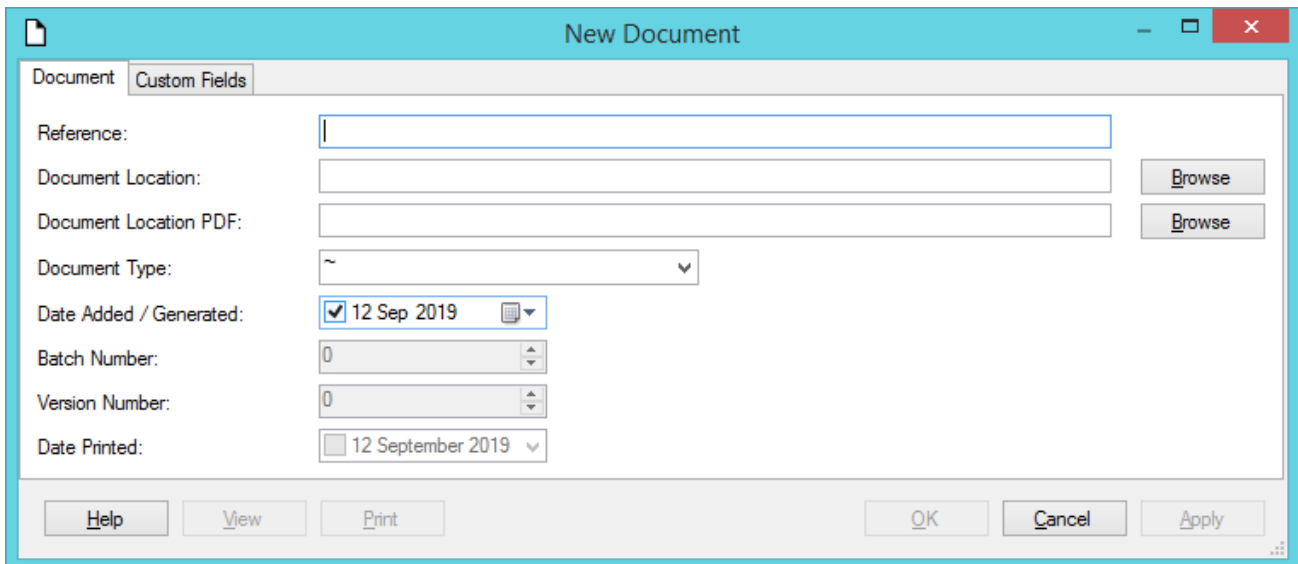 New Document
Document Custom Fields
Reference:
Document Location: Browse
Document Location PDF: Browse
Document Type: ~
Date Added / Generated: 12 Sep 2019
Batch Number: 0
Version Number: 0
Date Printed: 12 September 2019
Help View Print OK Cancel Apply